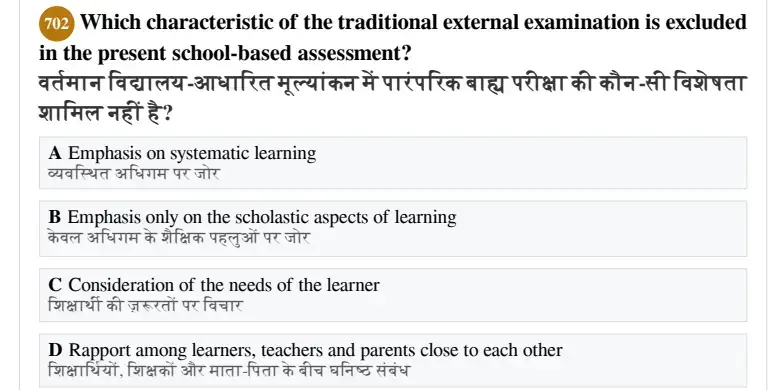 702 Which characteristic of the traditional external examination is excluded
in the present school-based assessment?
वर्तमान विद्यालय-आधारित मूल्यांकन में पारंपरिक बाह्य परीक्षा की कौन-सी विशेषता
शामिल नहीं है?
A Emphasis on systematic learning
व्यवस्थित अधिगम पर जोर
B Emphasis only on the scholastic aspects of learning
केवल अधिगम के शैक्षिक पहलुओं पर जोर
C Consideration of the needs of the learner
शिक्षार्थी की ज़रूरतों पर विचार
D Rapport among learners, teachers and parents close to each other
शिक्षार्थियों, शिक्षकों और माता-पिता के बीच घनिष्ठ संबंध